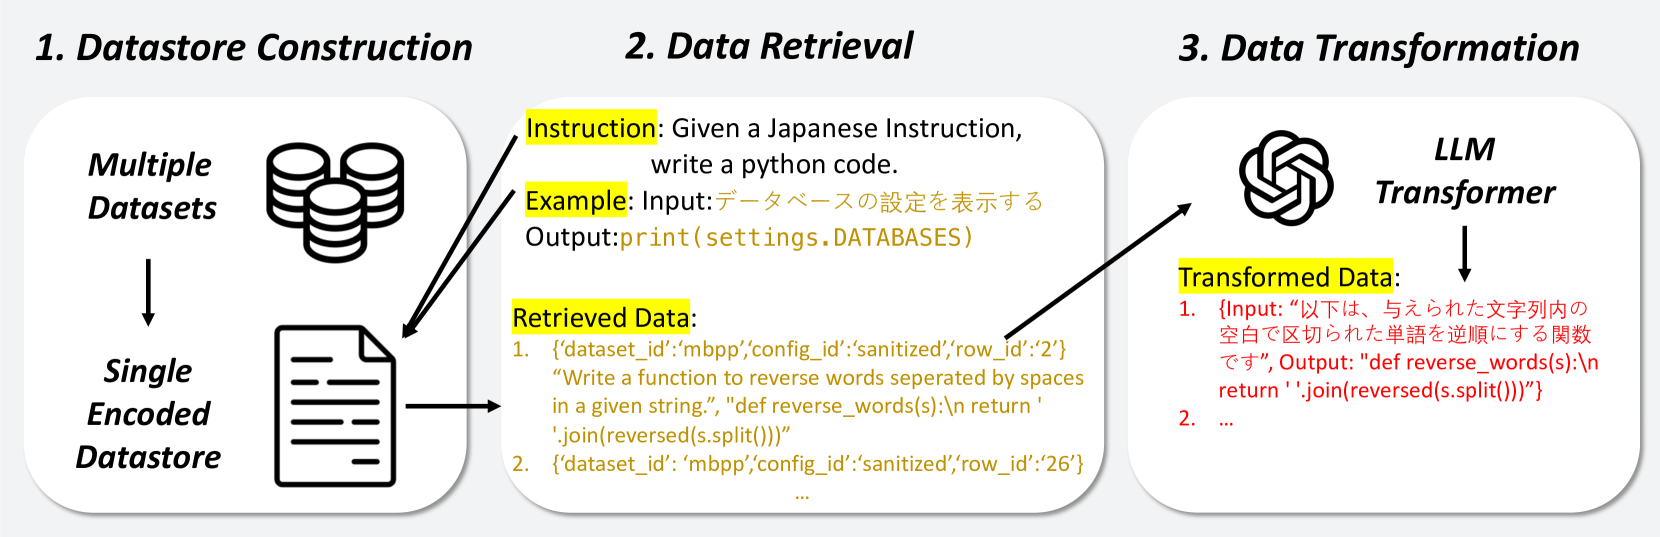 1. Datastore Construction
Multiple
Datasets
Single
Encoded
Datastore
2. Data Retrieval
Instruction: Given a Japanese Instruction,
write a python code.
Example: Input:データベースの設定を表示する
Output:print(settings.DATABASES)
Retrieved Data:
1. {‘dataset_id’:‘mbpp’,‘config_id’:‘sanitized’,‘row_id’:‘2’}
“Write a function to reverse words seperated by spaces
in a given string.”, "def reverse_words(s):\n return '
'.join(reversed(s.split()))”
2. {‘dataset_id’: ‘mbpp’,‘config_id’:‘sanitized’,‘row_id’:‘26’}
...
3. Data Transformation
LLM
Transformer
Transformed Data:
1. {Input: “以下は、与えられた文字列内の
空白で区切られた単語を逆順にする関数
です”, Output: "def reverse_words(s):\n
return ' '.join(reversed(s.split()))”}
2. ...